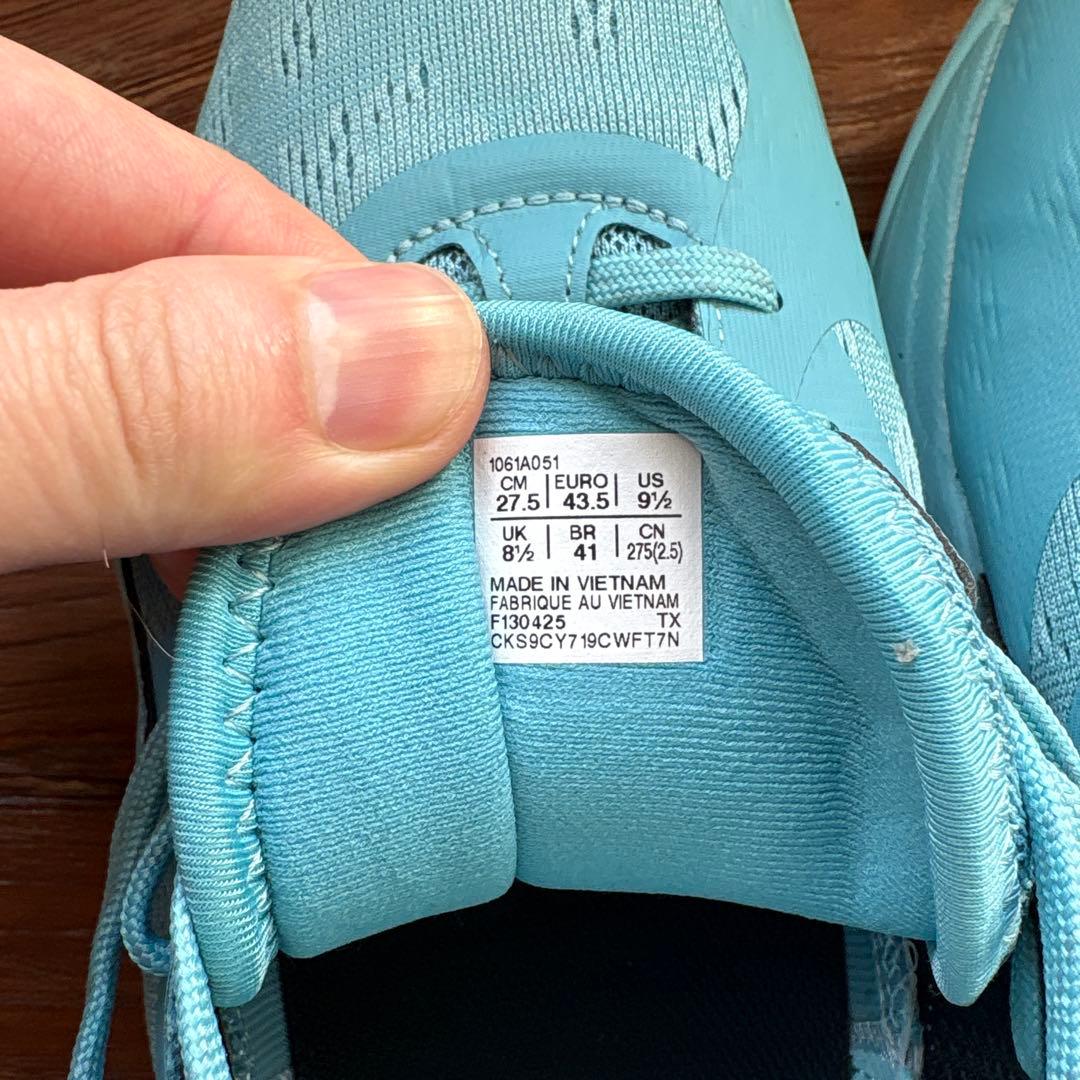 1061A051
CM | EURO | US
27.5 | 43.5 | 9½
UK | BR | CN
8½ | 41 | 275(2.5)
MADE IN VIETNAM
FABRIQUE AU VIETNAM
F130425 TX
CKS9CY719CWFT7N